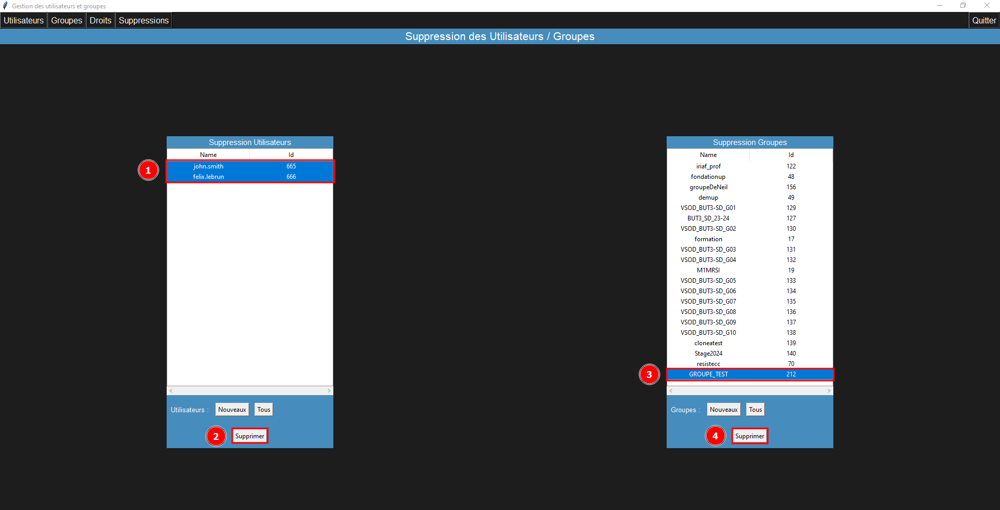 Gestion des utilisateurs et groupes
Utilisateurs Groupes Droits Suppressions Quitter
Suppression des Utilisateurs / Groupes
Suppression Utilisateurs
Name Id
1
john.smith 665
felix.lebrun 666
Utilisateurs : Nouveaux Tous
2 Supprimer
Suppression Groupes
Name Id
iriaf_prof 122
fondationup 48
groupeDeNeil 156
demup 49
VSOD_BUT3-SD_G01 129
BUT3_SD_23-24 127
VSOD_BUT3-SD_G02 130
formation 17
VSOD_BUT3-SD_G03 131
VSOD_BUT3-SD_G04 132
M1MRSI 19
VSOD_BUT3-SD_G05 133
VSOD_BUT3-SD_G06 134
VSOD_BUT3-SD_G07 135
VSOD_BUT3-SD_G08 136
VSOD_BUT3-SD_G09 137
VSOD_BUT3-SD_G10 138
cloneatest 139
Stage2024 140
resistecc 70
3 GROUPE_TEST 212
Groupes : Nouveaux Tous
4 Supprimer